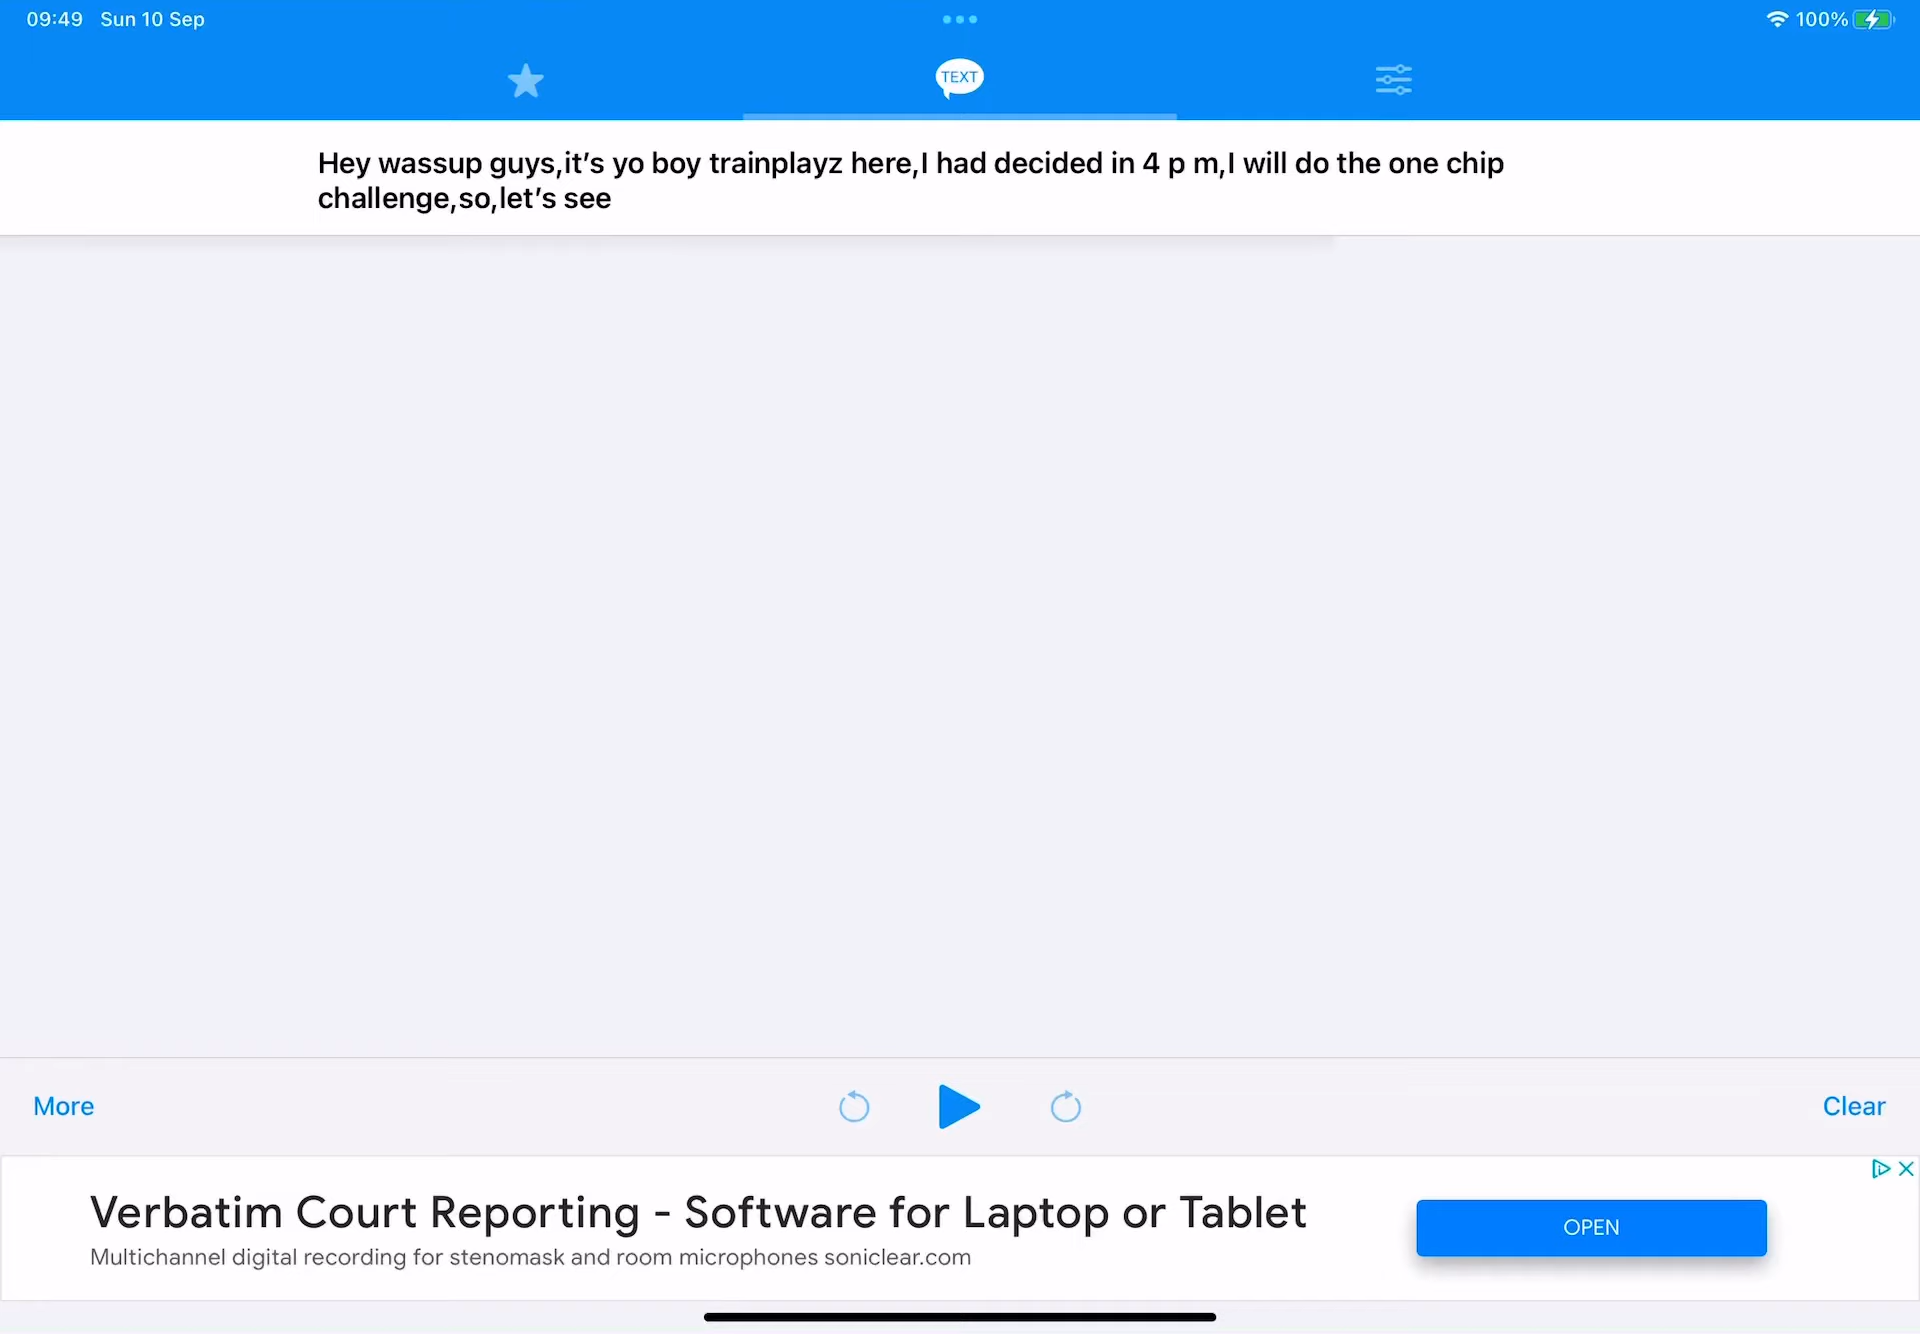 09:49 Sun 10 Sep
100%
TEXT
Hey wassup guys,it’s yo boy trainplayz here,I had decided in 4 p m,I will do the one chip
challenge,so,let’s see
More
Clear
Verbatim Court Reporting - Software for Laptop or Tablet
Multichannel digital recording for stenomask and room microphones soniclear.com
OPEN